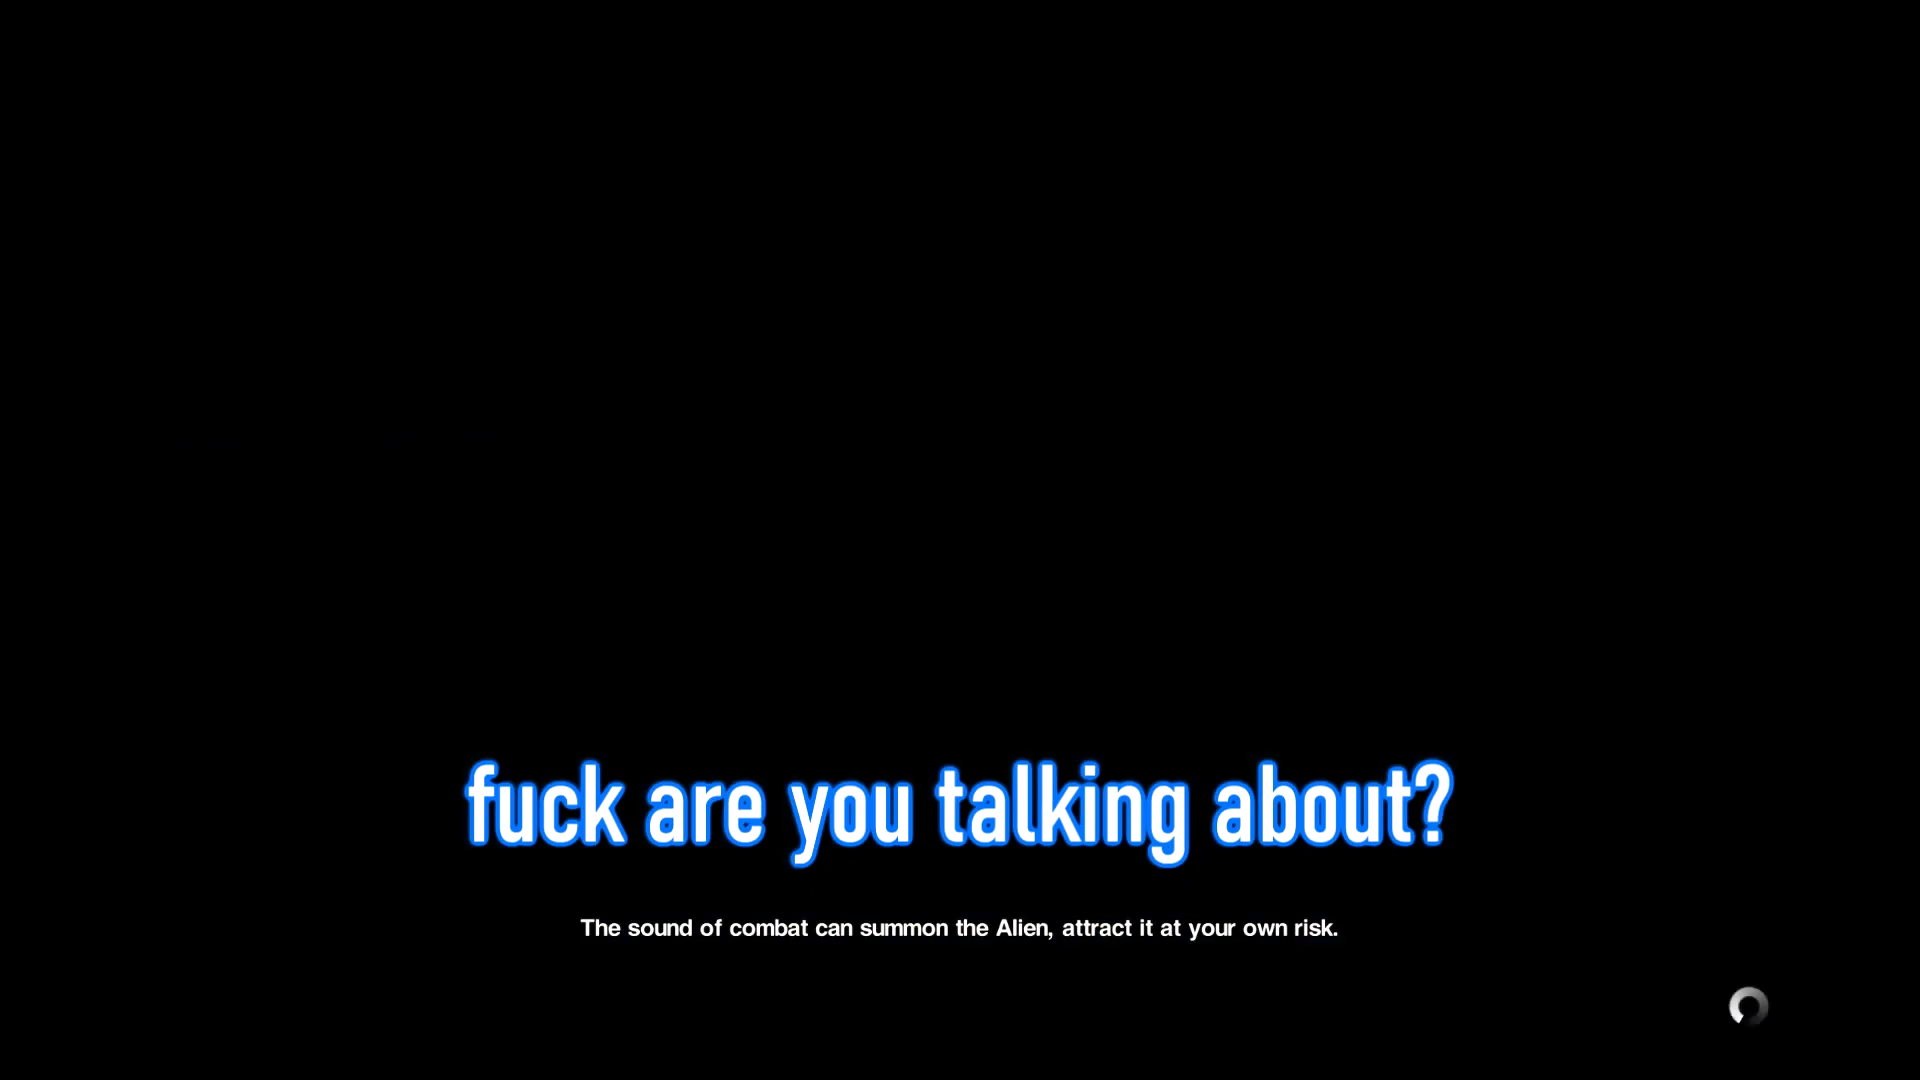 fuck are you talking about?
The sound of combat can summon the Alien, attract it at your own risk.